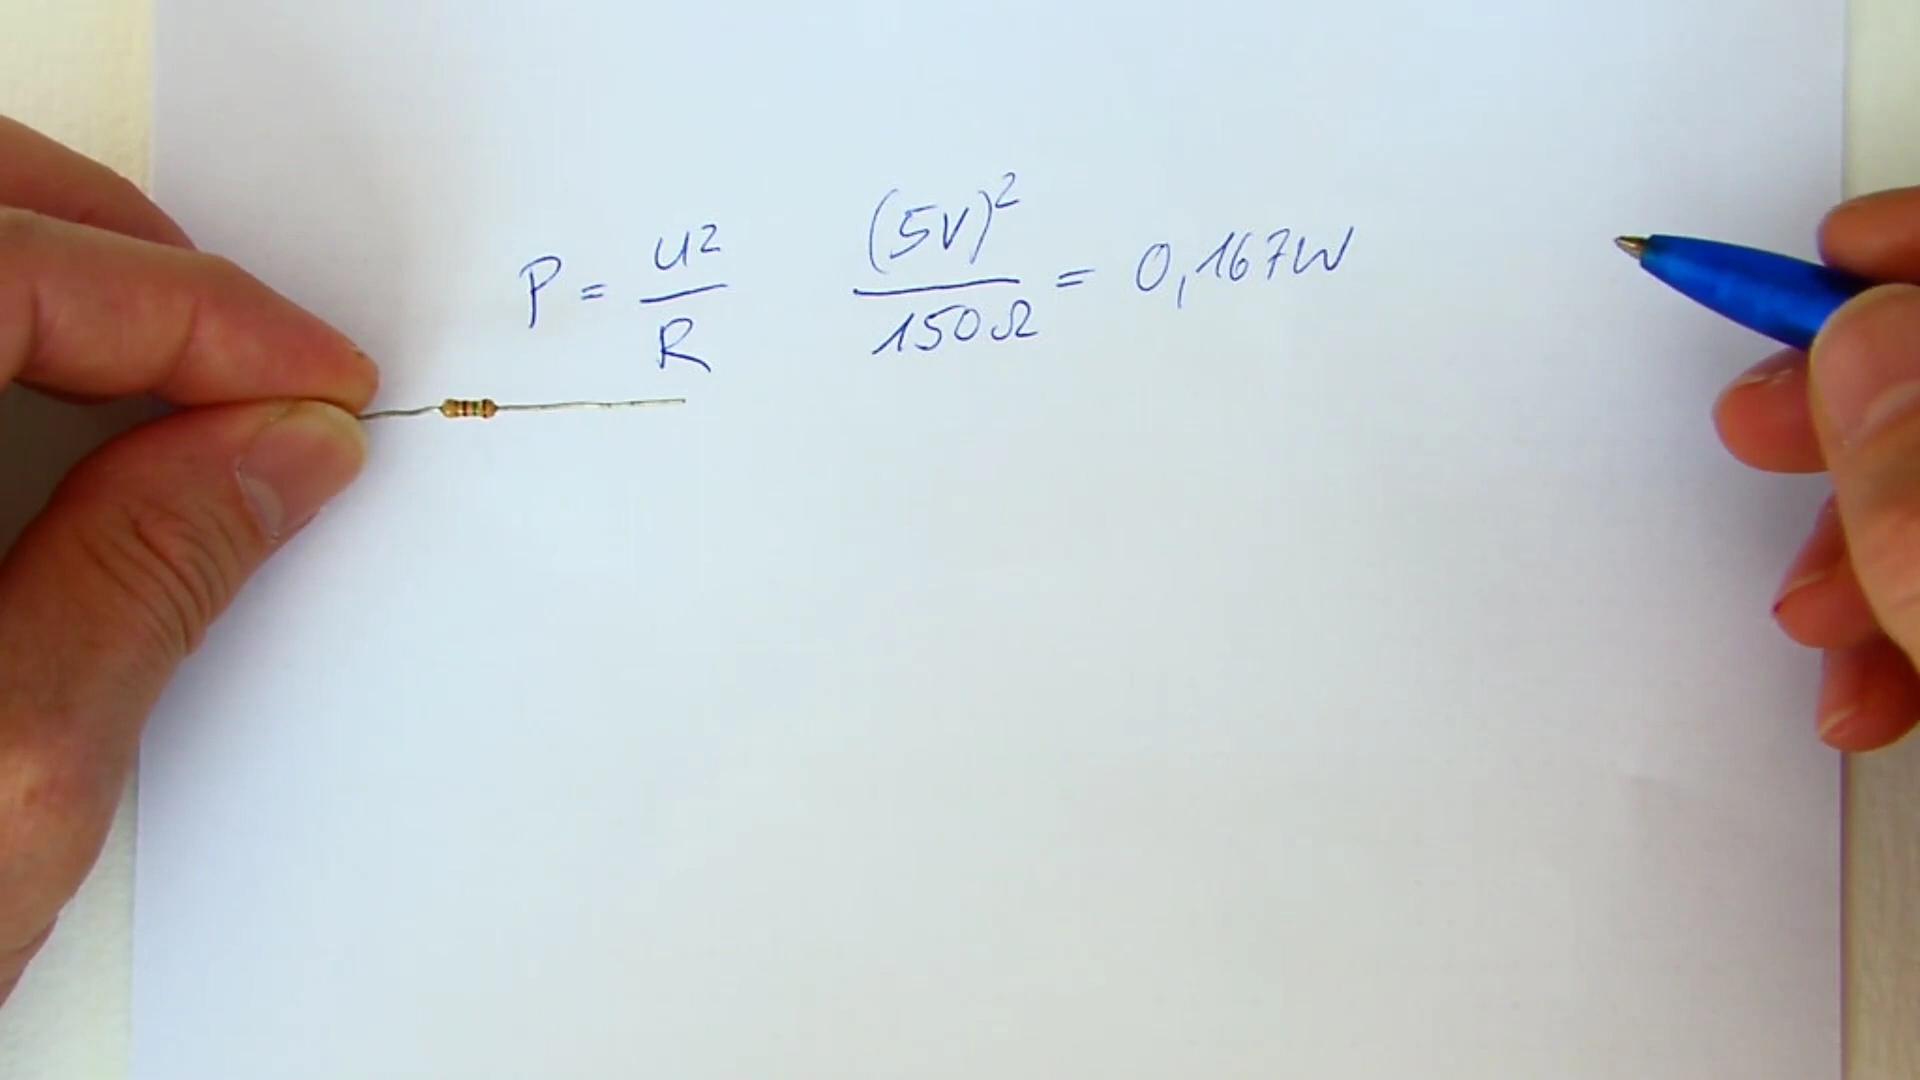 P = U²/R (5V)²/150Ω = 0,167W